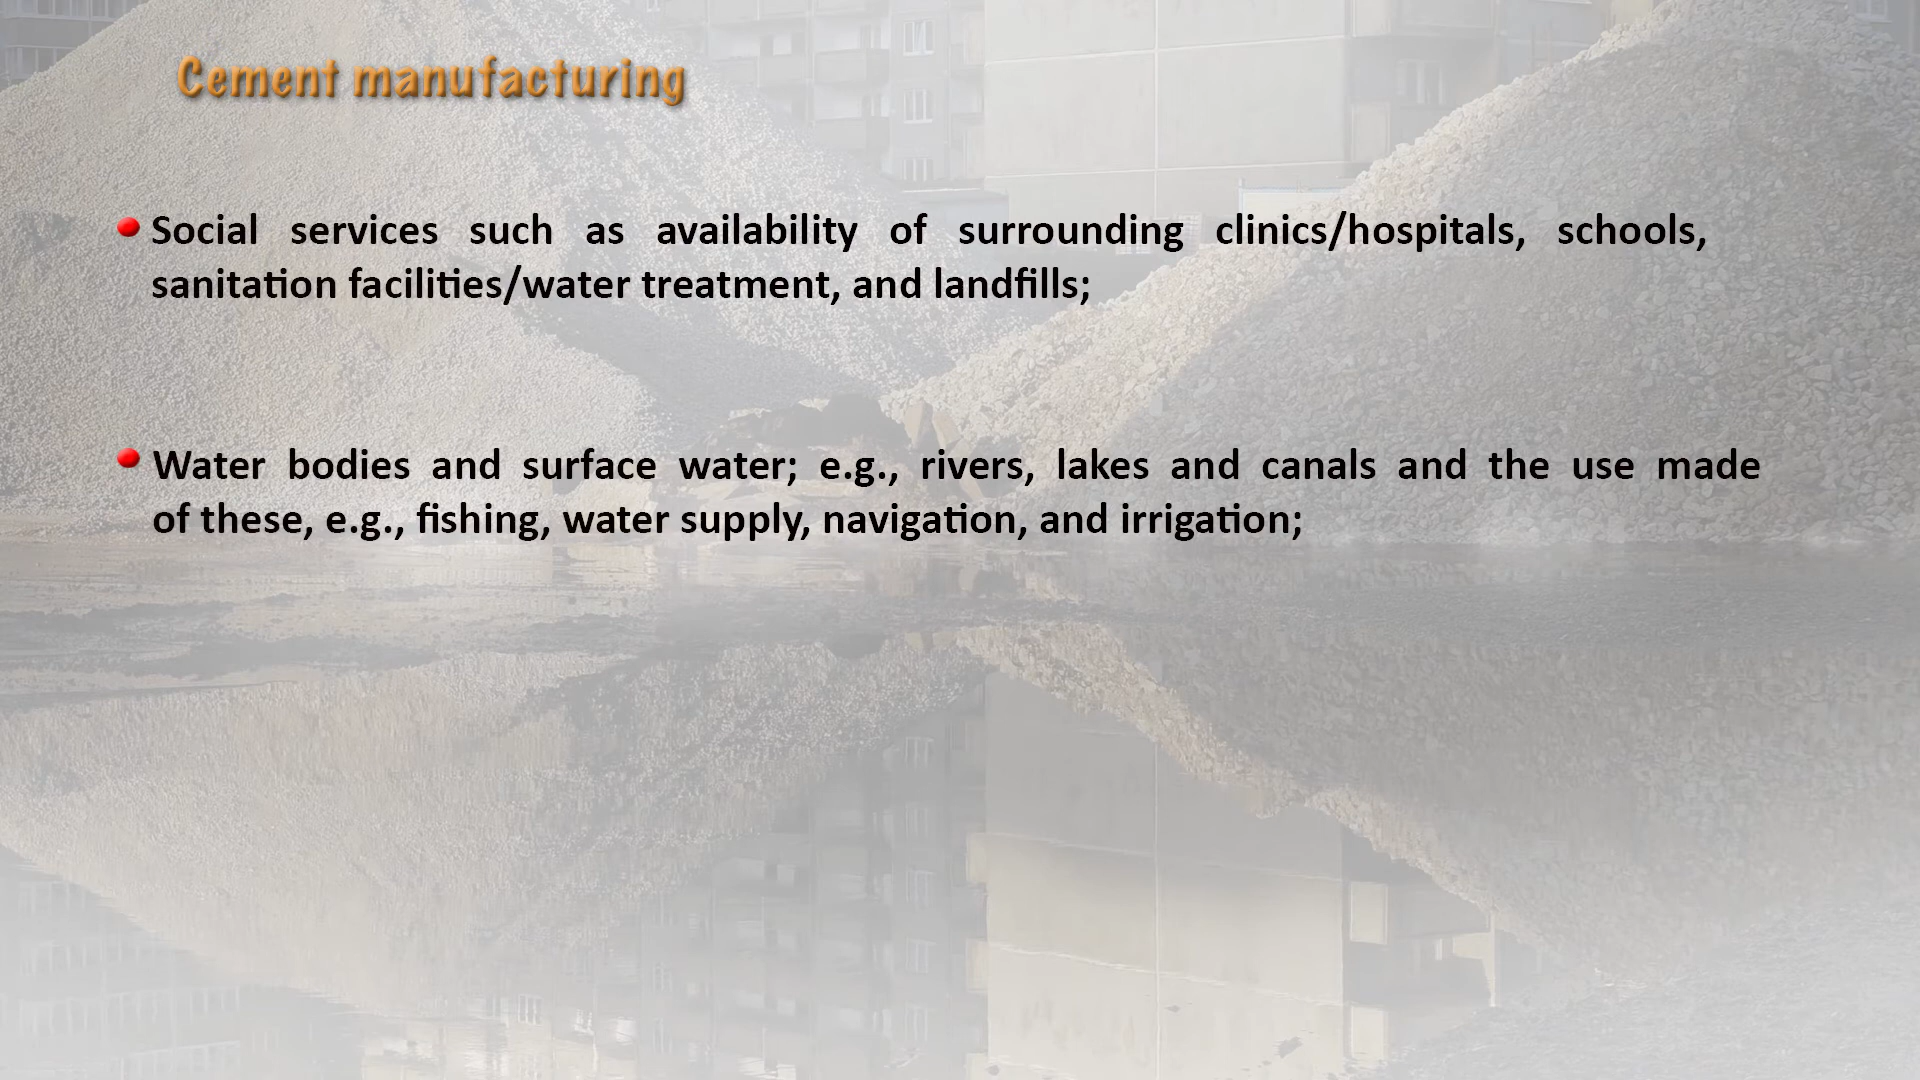 Cement manufacturing
Social services such as availability of surrounding clinics/hospitals, schools,
sanitation facilities/water treatment, and landfills;
Water bodies and surface water; e.g., rivers, lakes and canals and the use made
of these, e.g., fishing, water supply, navigation, and irrigation;